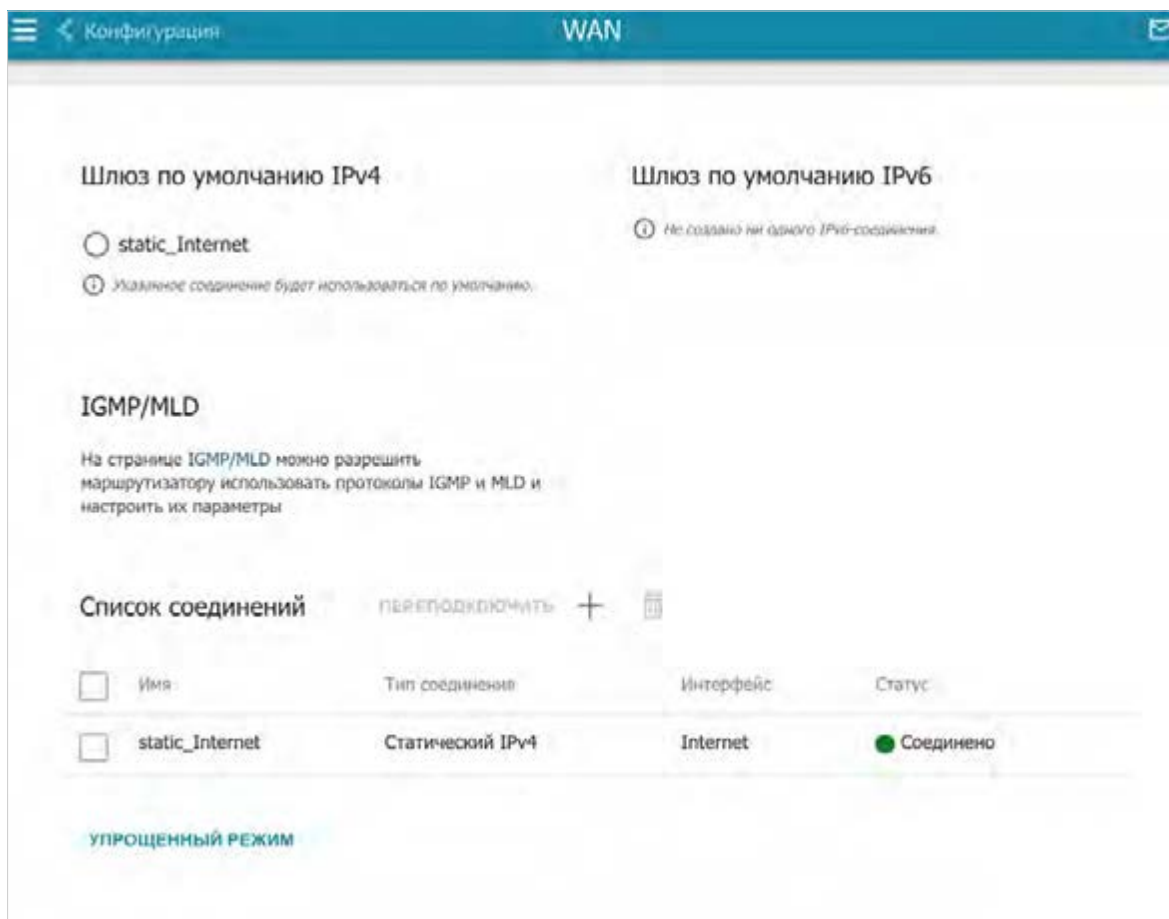 Конфигурация
WAN
Шлюз по умолчанию IPv4
Шлюз по умолчанию IPv6
static_Internet
Не создано ни одного IPv6-соединения.
Указанное соединение будет использоваться по умолчанию.
IGMP/MLD
На странице IGMP/MLD можно разрешить
маршрутизатору использовать протоколы IGMP и MLD и
настроить их параметры
Список соединений
ПЕРЕПОДКЛЮЧИТЬ
Имя Тип соединения Интерфейс Статус
static_Internet Статический IPv4 Internet Соединено
УПРОЩЕННЫЙ РЕЖИМ